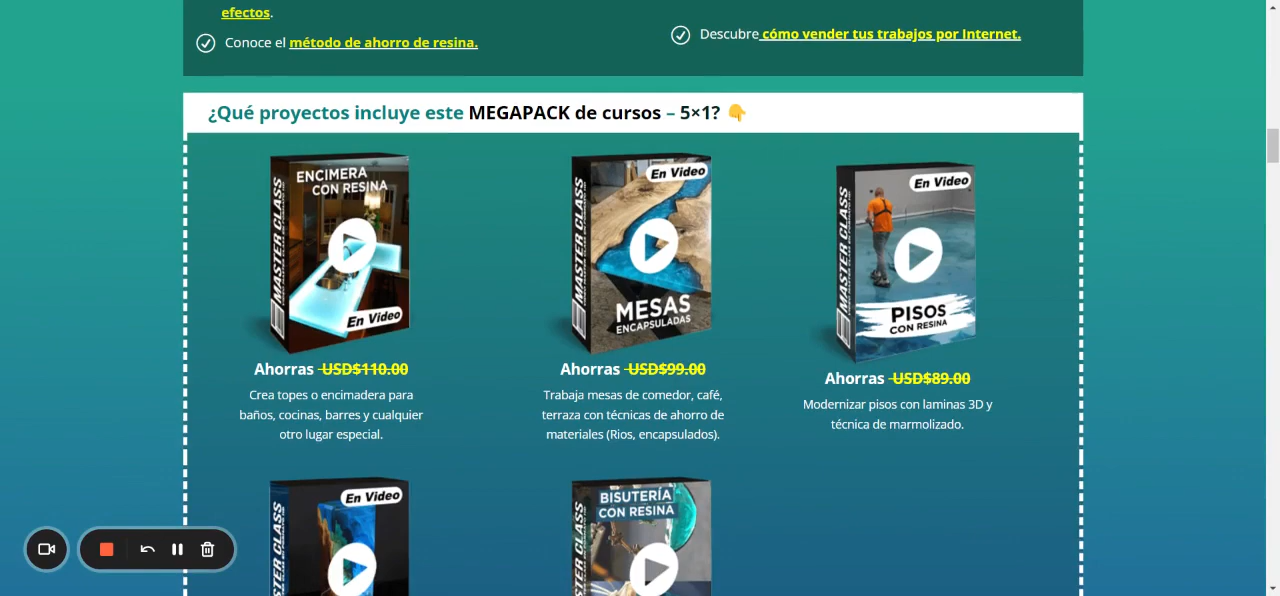 efectos.
Conoce el método de ahorro de resina.
Descubre cómo vender tus trabajos por Internet.
¿Qué proyectos incluye este MEGAPACK de cursos – 5×1? 👇
ENCIMERA
CON RESINA
MASTER CLASS
En Video
Ahorras USD$110.00
Crea topes o encimadera para
baños, cocinas, barres y cualquier
otro lugar especial.
En Video
MASTER CLASS
MESAS
ENCAPSULADAS
Ahorras USD$99.00
Trabaja mesas de comedor, café,
terraza con técnicas de ahorro de
materiales (Rios, encapsulados).
En Video
MASTER CLASS
PISOS
CON RESINA
Ahorras USD$89.00
Modernizar pisos con laminas 3D y
técnica de marmolizado.
En Video
MASTER CLASS
BISUTERÍA
CON RESINA
MASTER CLASS